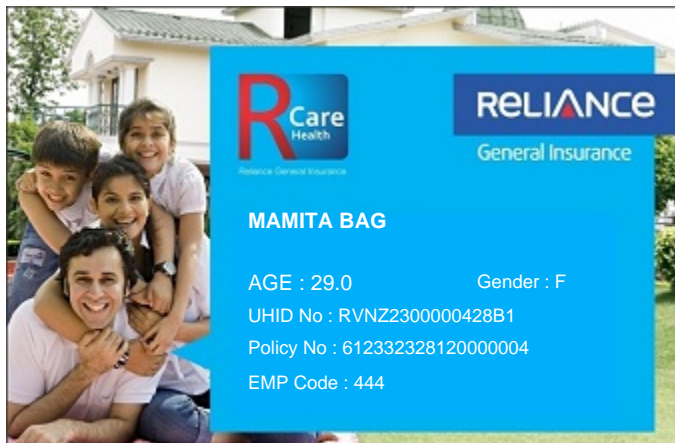 R Care
Health
Reliance General Insurance
RELIANCE
General Insurance
MAMITA BAG
AGE : 29.0 Gender : F
UHID No : RVNZ2300000428B1
Policy No : 612332328120000004
EMP Code : 444